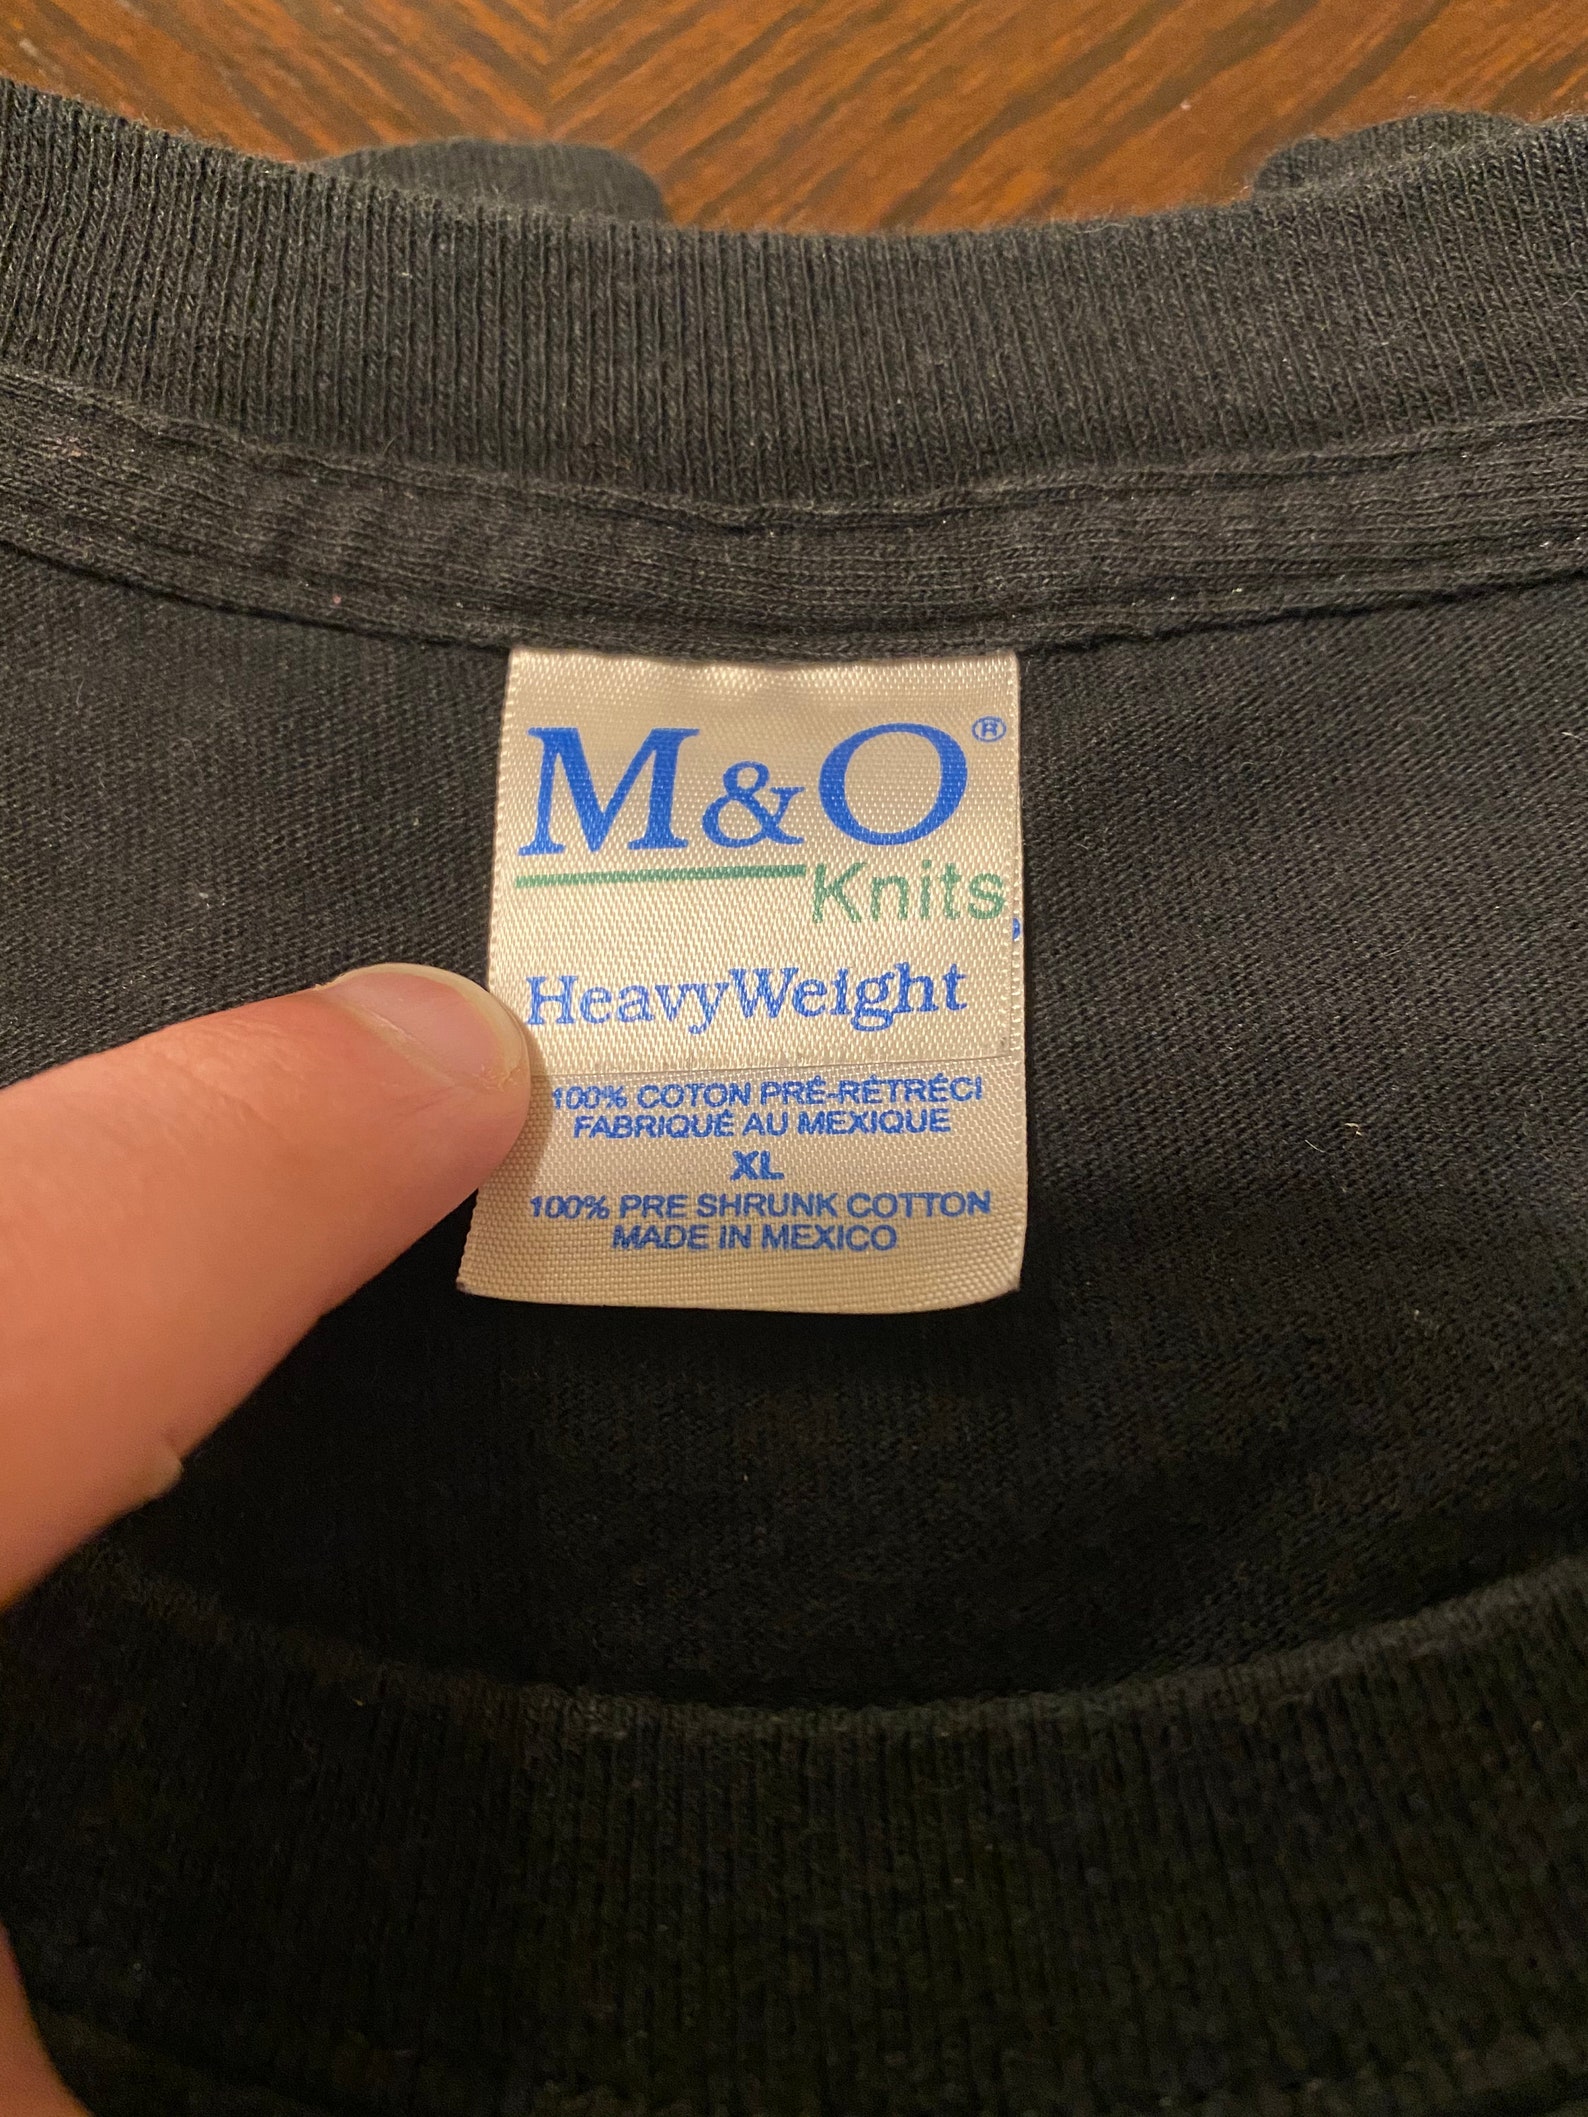 M&O®
Knits
HeavyWeight
100% COTON PRÉ-RÉTRÉCI
FABRIQUÉ AU MEXIQUE
XL
100% PRE SHRUNK COTTON
MADE IN MEXICO